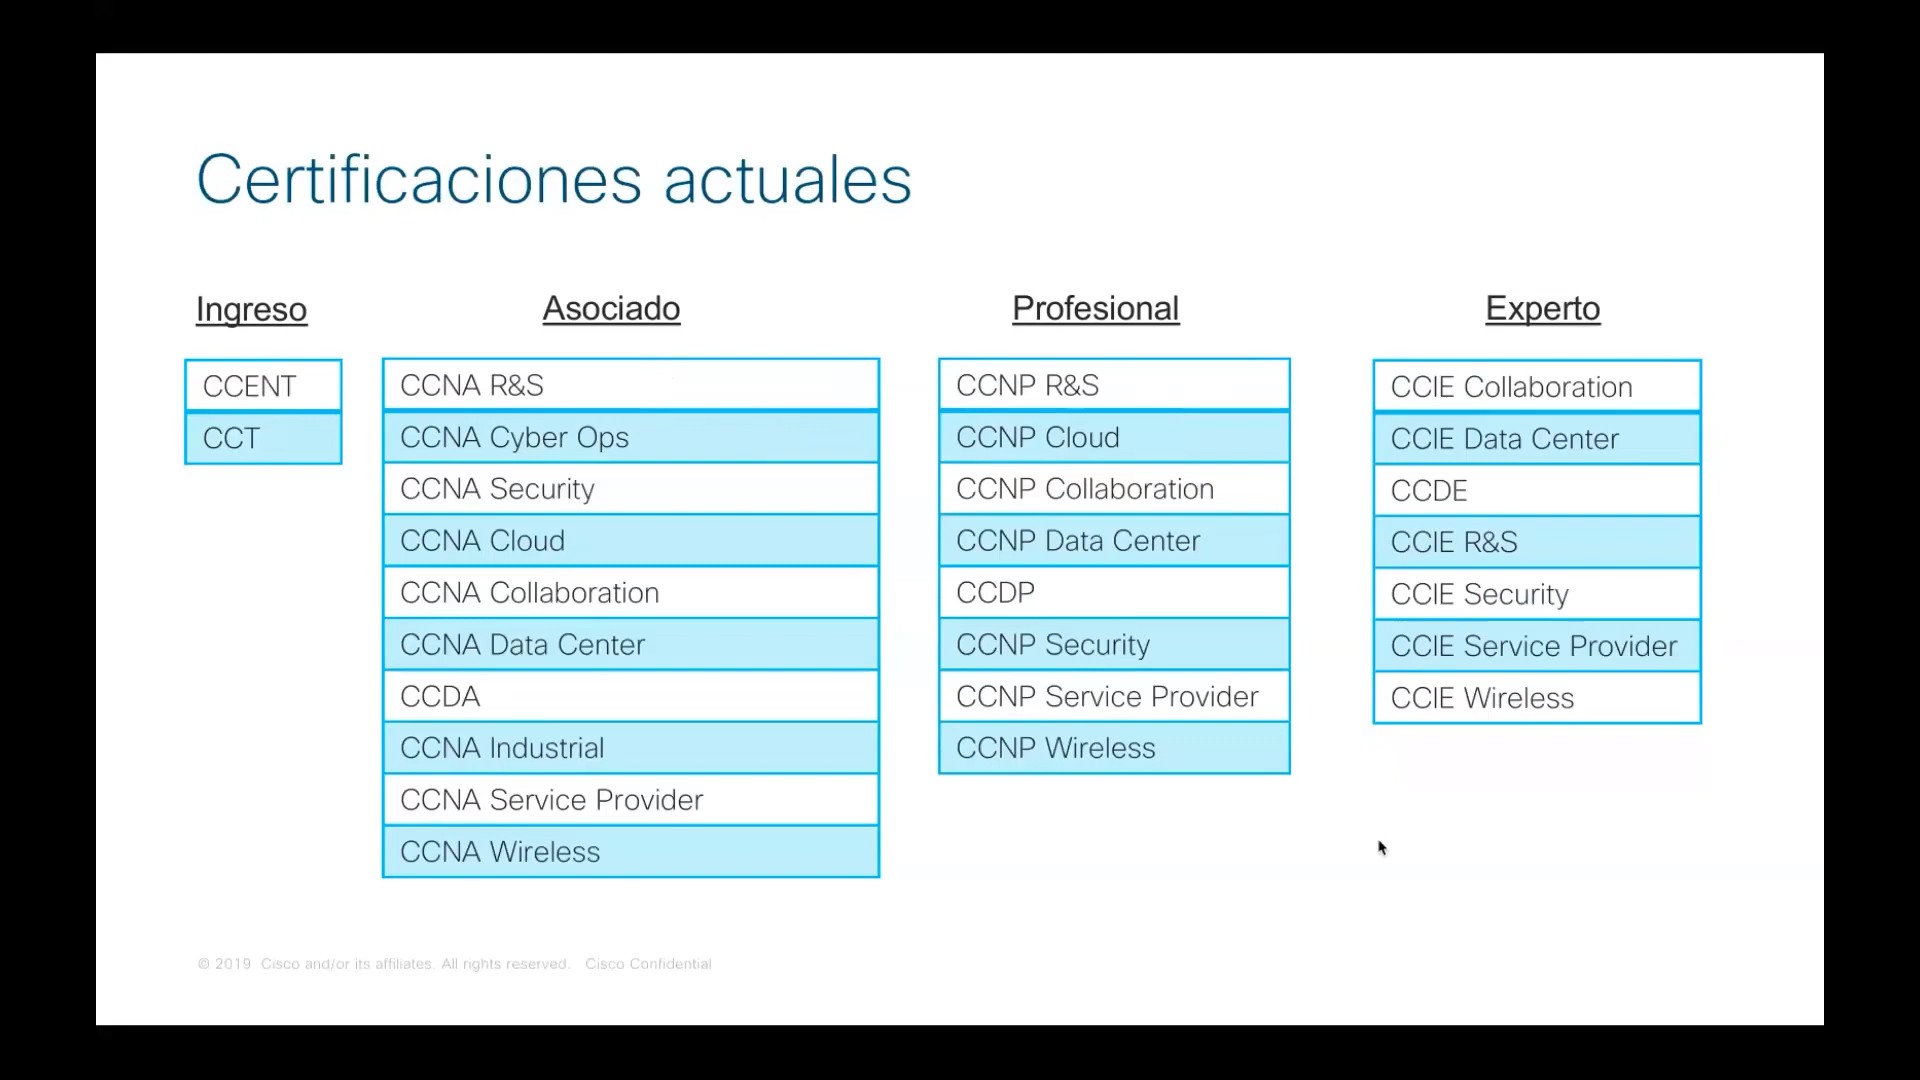 Certificaciones actuales
Ingreso
CCENT
CCT
Asociado
CCNA R&S
CCNA Cyber Ops
CCNA Security
CCNA Cloud
CCNA Collaboration
CCNA Data Center
CCDA
CCNA Industrial
CCNA Service Provider
CCNA Wireless
Profesional
CCNP R&S
CCNP Cloud
CCNP Collaboration
CCNP Data Center
CCDP
CCNP Security
CCNP Service Provider
CCNP Wireless
Experto
CCIE Collaboration
CCIE Data Center
CCDE
CCIE R&S
CCIE Security
CCIE Service Provider
CCIE Wireless
© 2019 Cisco and/or its affiliates. All rights reserved. Cisco Confidential